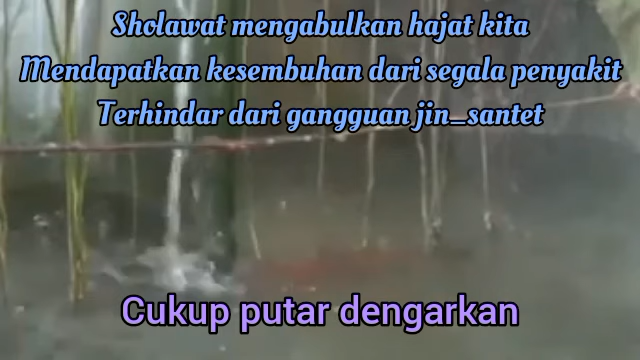 Sholawat mengabulkan hajat kita
Mendapatkan kesembuhan dari segala penyakit
Terhindar dari gangguan jin_santet
Cukup putar dengarkan